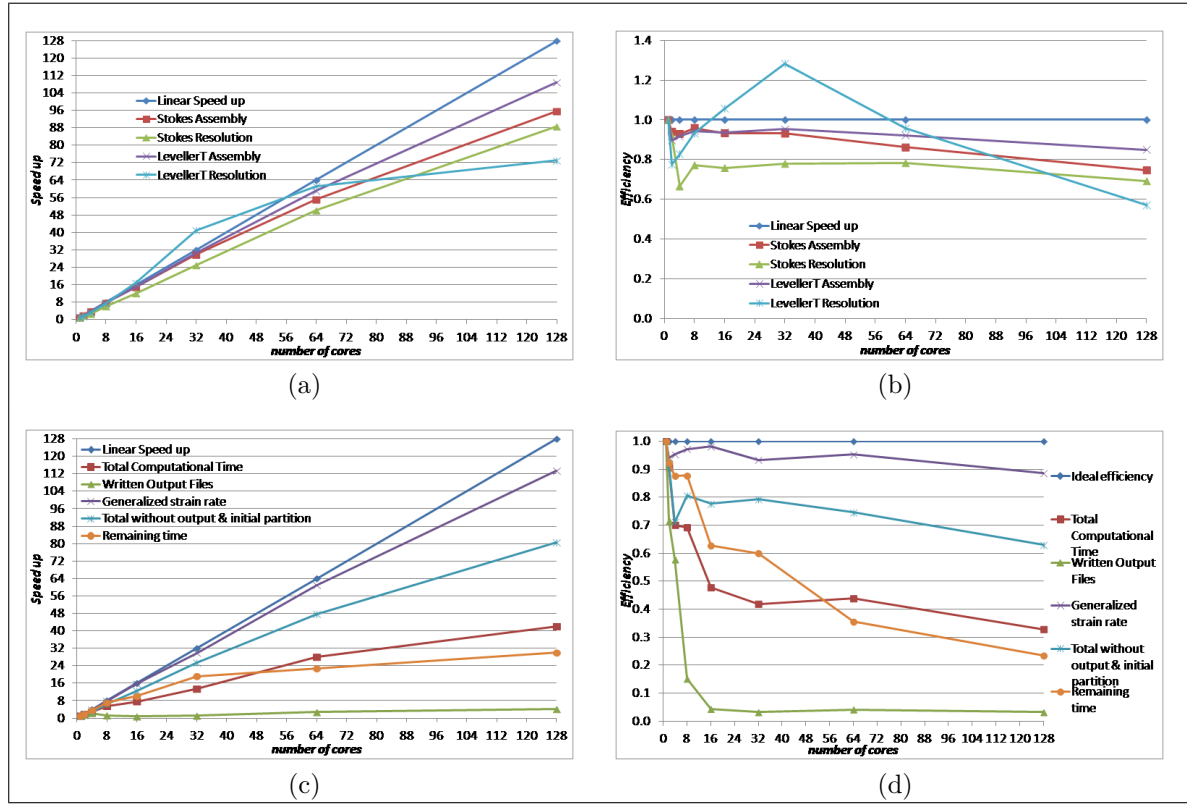 128
120
112
104
96
88
80
72
64
56
48
40
32
24
16
8
0
Speed up
Linear Speed up
Stokes Assembly
Stokes Resolution
LevellerT Assembly
LevellerT Resolution
0 8 16 24 32 40 48 56 64 72 80 88 96 104 112 120 128
number of cores
(a)
1.4
1.2
1.0
0.8
0.6
0.4
0.2
0.0
Efficiency
Linear Speed up
Stokes Assembly
Stokes Resolution
LevellerT Assembly
LevellerT Resolution
0 8 16 24 32 40 48 56 64 72 80 88 96 104 112 120 128
number of cores
(b)
128
120
112
104
96
88
80
72
64
56
48
40
32
24
16
8
0
Speed up
Linear Speed up
Total Computational Time
Written Output Files
Generalized strain rate
Total without output & initial partition
Remaining time
0 8 16 24 32 40 48 56 64 72 80 88 96 104 112 120 128
number of cores
(c)
1.0
0.9
0.8
0.7
0.6
0.5
0.4
0.3
0.2
0.1
0.0
Efficiency
Ideal efficiency
Total
Computational
Time
Written Output
Files
Generalized
strain rate
Total without
output & initial
partition
Remaining
time
0 8 16 24 32 40 48 56 64 72 80 88 96 104 112 120 128
number of cores
(d)